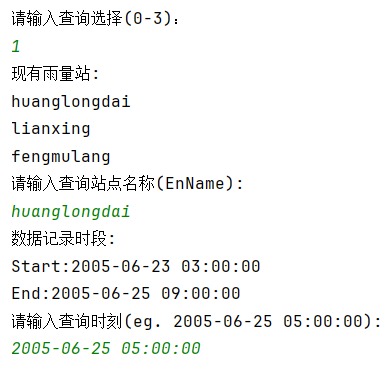 请输入查询选择(0-3):
1
现有雨量站:
huanglongdai
lianxing
fengmulang
请输入查询站点名称(EnName):
huanglongdai
数据记录时段:
Start:2005-06-23 03:00:00
End:2005-06-25 09:00:00
请输入查询时刻(eg. 2005-06-25 05:00:00):
2005-06-25 05:00:00